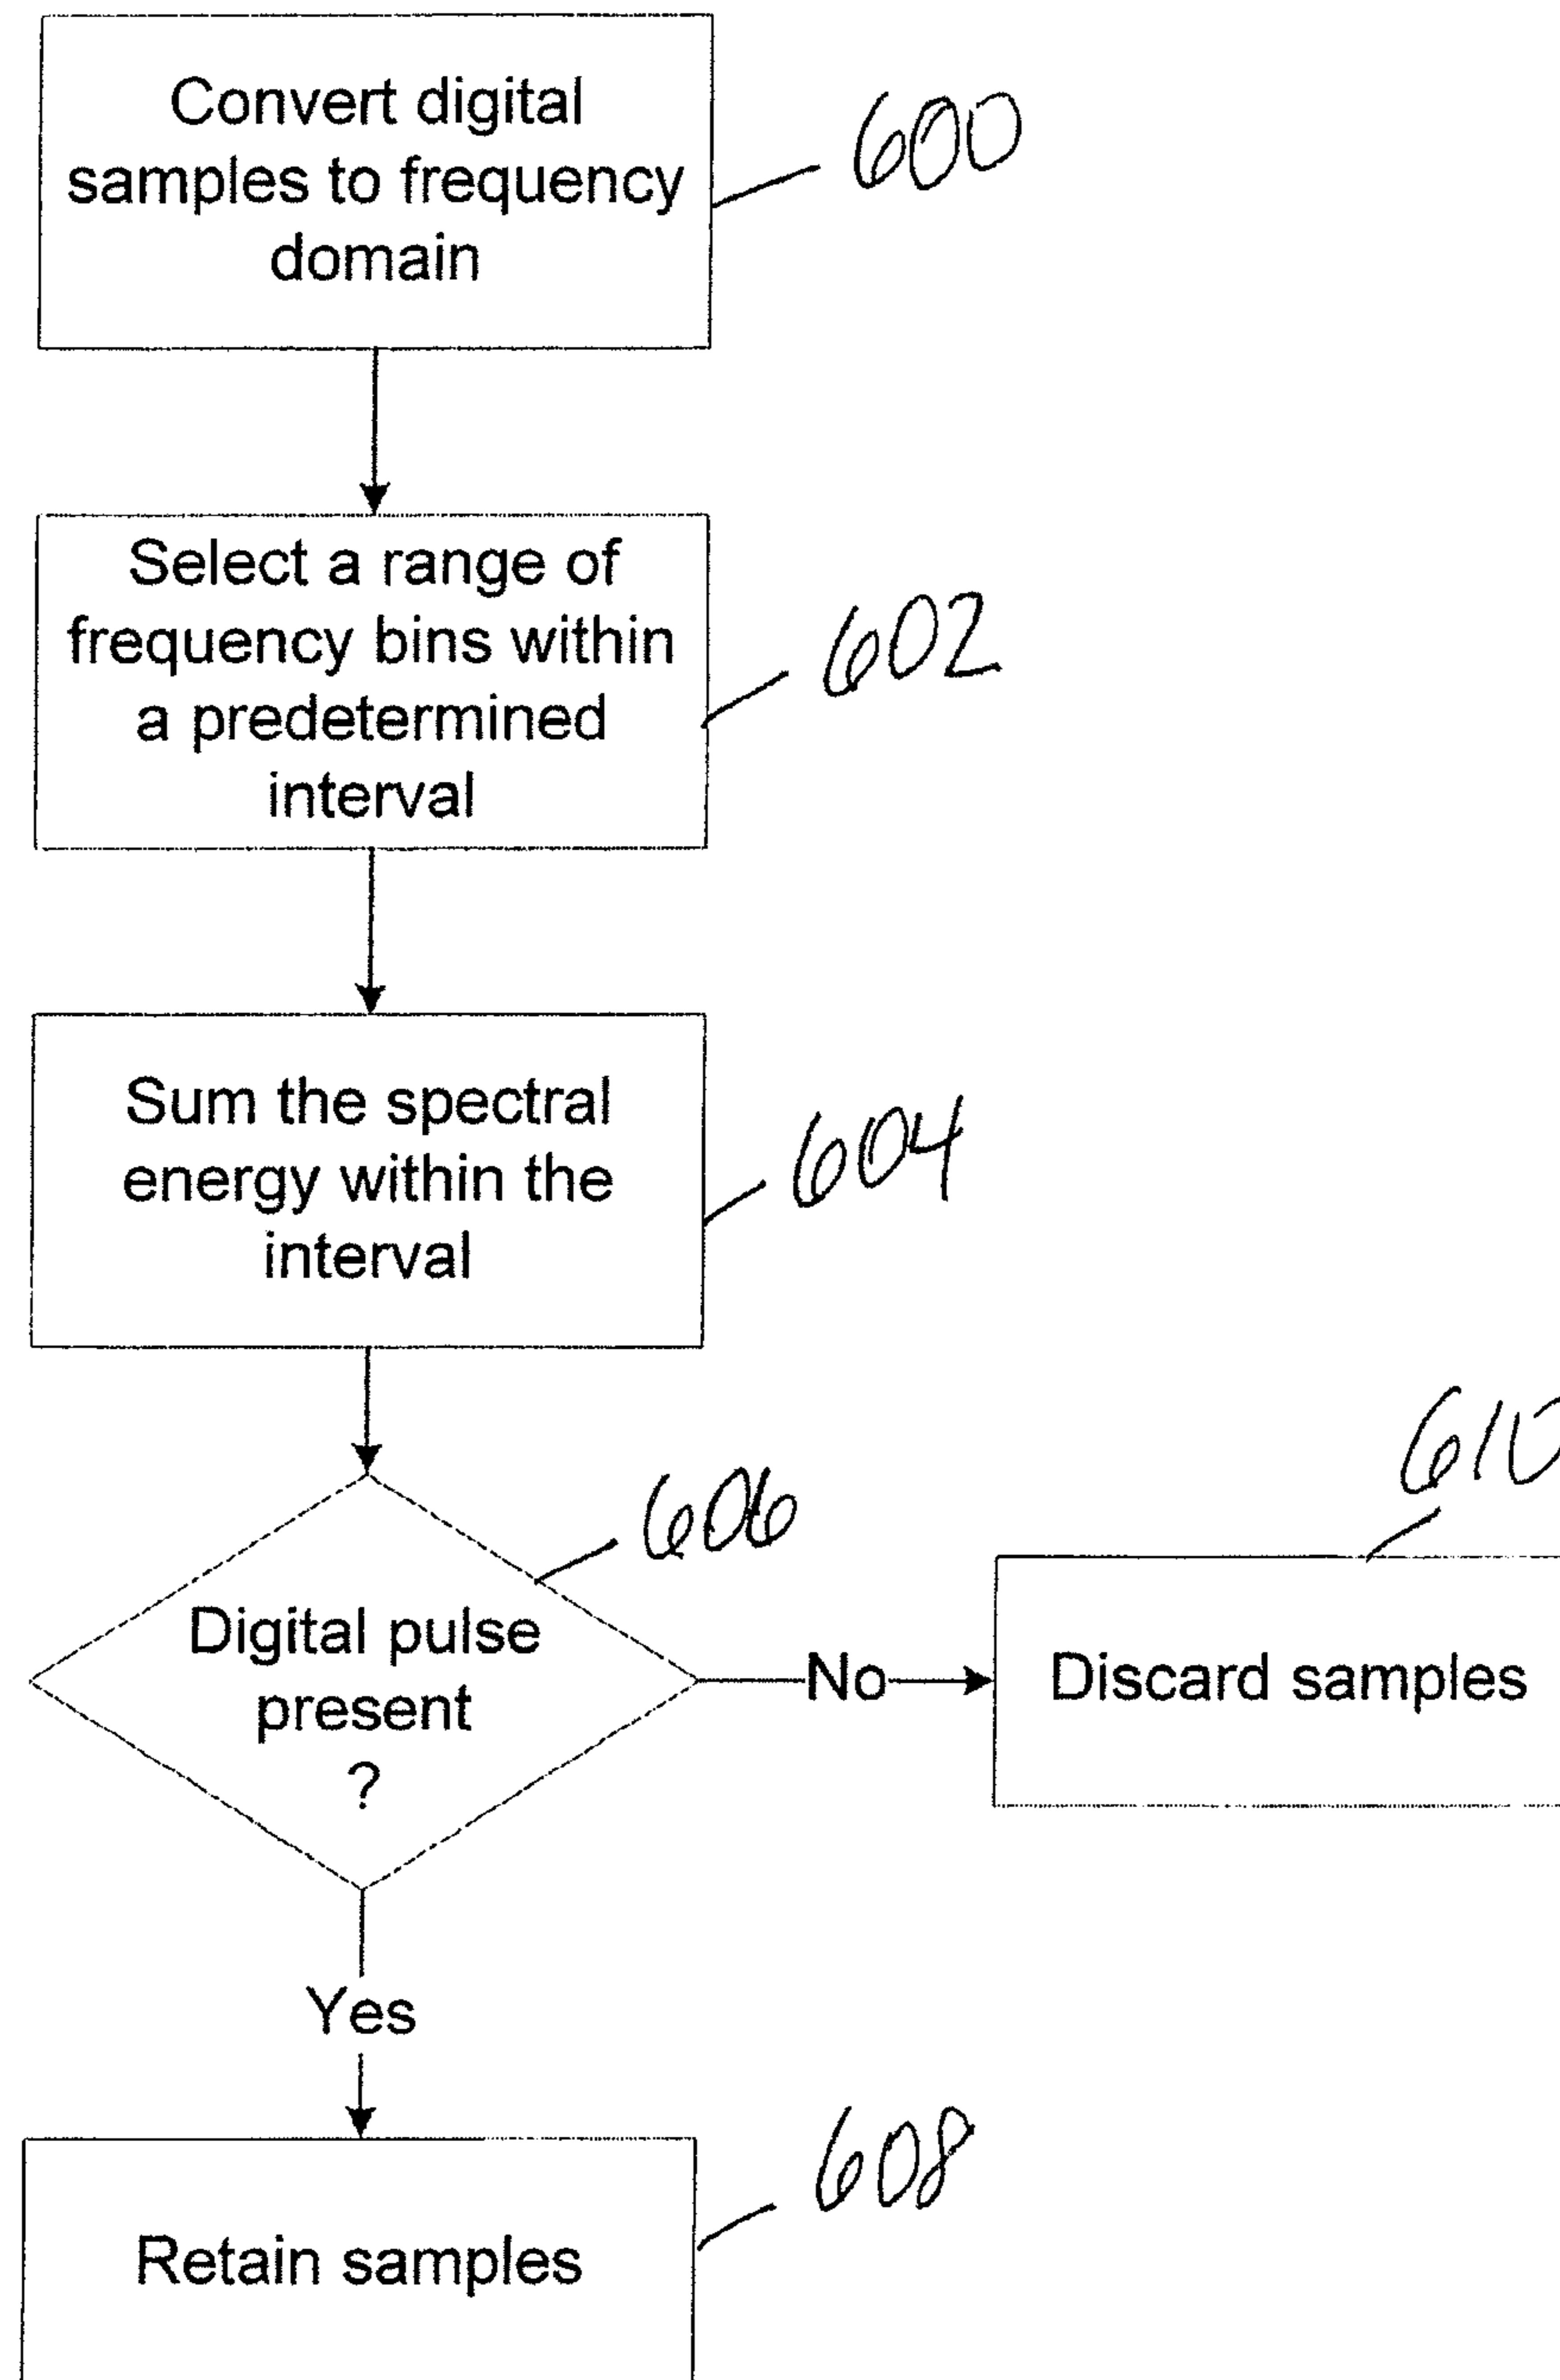 Convert digital
samples to frequency
domain
600
Select a range of
frequency bins within
a predetermined
interval
602
Sum the spectral
energy within the
interval
604
606
Digital pulse
present
?
No
610
Discard samples
Yes
608
Retain samples